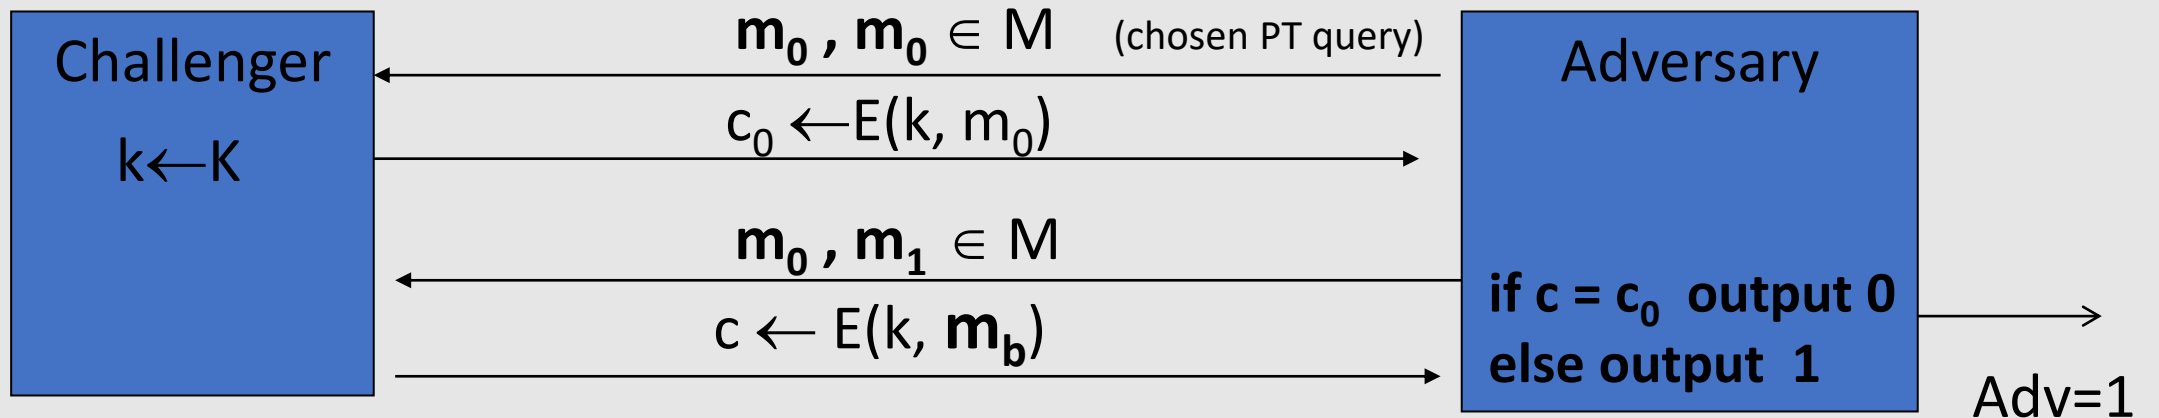 Challenger
k←K
m₀ , m₀ ∈ M (chosen PT query)
c₀ ←E(k, m₀)
m₀ , m₁ ∈ M
c ← E(k, m_b)
Adversary
if c = c₀ output 0
else output 1
Adv=1